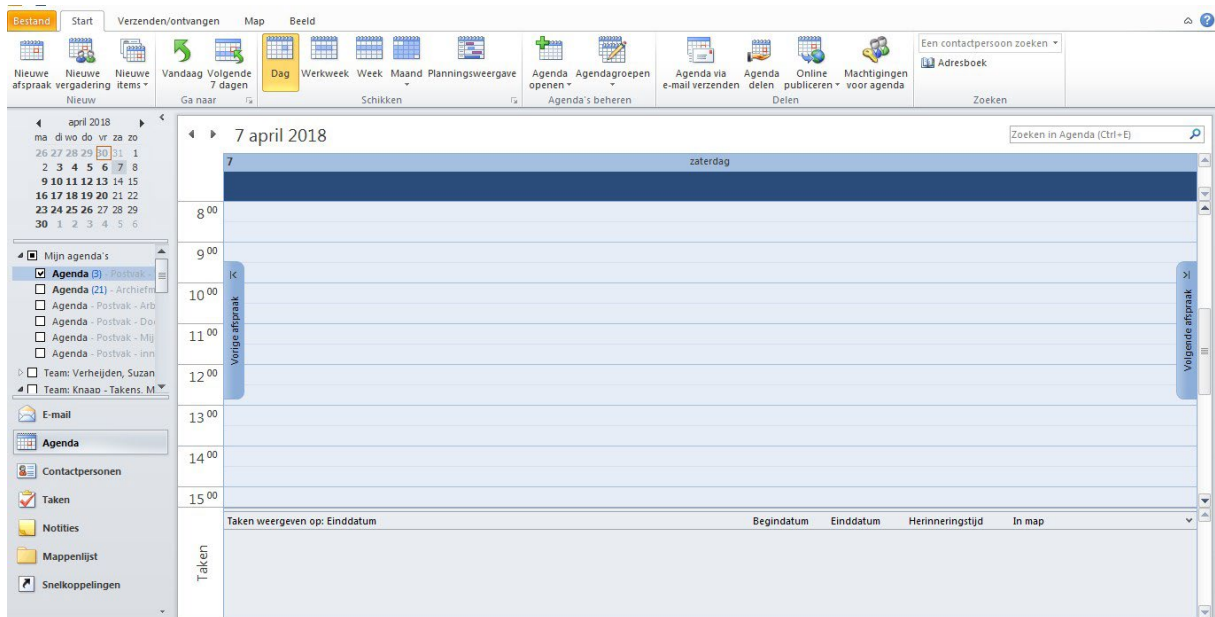 Bestand Start Verzenden/ontvangen Map Beeld
Nieuwe afspraak Nieuwe vergadering Nieuwe items Vandaag Volgende 7 dagen Dag Werkweek Week Maand Planningsweergave Agenda openen Agendagroepen Agenda via e-mail verzenden Agenda delen Online publiceren Machtigingen voor agenda Een contactpersoon zoeken
Adresboek
Nieuw Ga naar Schikken Agenda's beheren Delen Zoeken
april 2018
ma di wo do vr za zo
26 27 28 29 30 31 1
2 3 4 5 6 7 8
9 10 11 12 13 14 15
16 17 18 19 20 21 22
23 24 25 26 27 28 29
30 1 2 3 4 5 6
Mijn agenda's
Agenda (3) - Postvak -
Agenda (21) - Archiefm
Agenda - Postvak - Arb
Agenda - Postvak - Do
Agenda - Postvak - Mij
Agenda - Postvak - inn
Team: Verheijden, Suzan
Team: Knaap - Takens, M
E-mail
Agenda
Contactpersonen
Taken
Notities
Mappenlijst
Snelkoppelingen
7 april 2018
Zoeken in Agenda (Ctrl+E)
7 zaterdag
8 00
9 00
10 00
11 00
12 00
13 00
14 00
15 00
Vorige afspraak
Volgende afspraak
Taken
Taken weergeven op: Einddatum Begindatum Einddatum Herinneringstijd In map